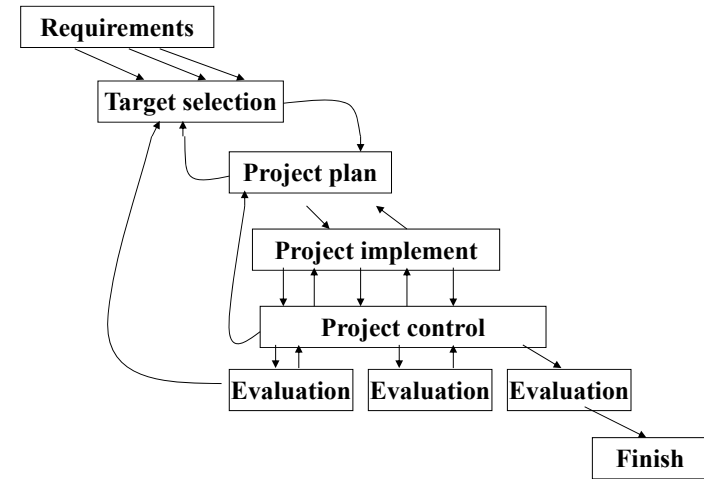 Requirements
Target selection
Project plan
Project implement
Project control
Evaluation
Evaluation
Evaluation
Finish